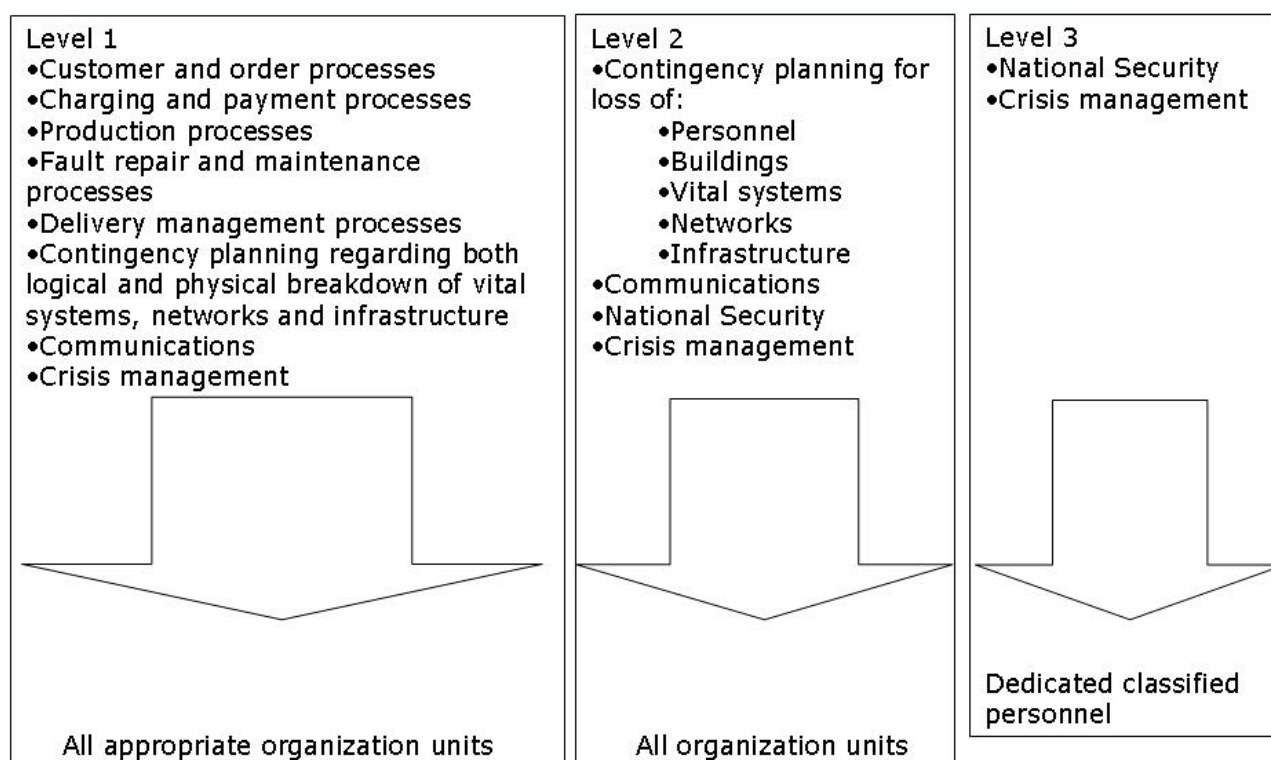 Level 1
•Customer and order processes
•Charging and payment processes
•Production processes
•Fault repair and maintenance
processes
•Delivery management processes
•Contingency planning regarding both
logical and physical breakdown of vital
systems, networks and infrastructure
•Communications
•Crisis management
All appropriate organization units
Level 2
•Contingency planning for
loss of:
•Personnel
•Buildings
•Vital systems
•Networks
•Infrastructure
•Communications
•National Security
•Crisis management
All organization units
Level 3
•National Security
•Crisis management
Dedicated classified
personnel